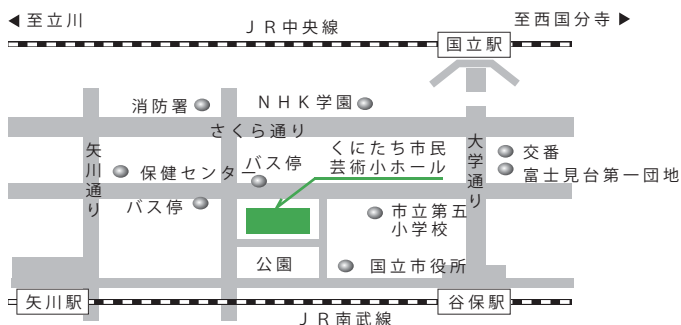 ◀至立川
至西国分寺▶
JR中央線
国立駅
消防署
NHK学園
さくら通り
くにたち市民
芸術小ホール
矢川通り
大学通り
保健センター
バス停
交番
富士見台第一団地
バス停
市立第五
小学校
公園
国立市役所
矢川駅
谷保駅
JR南武線